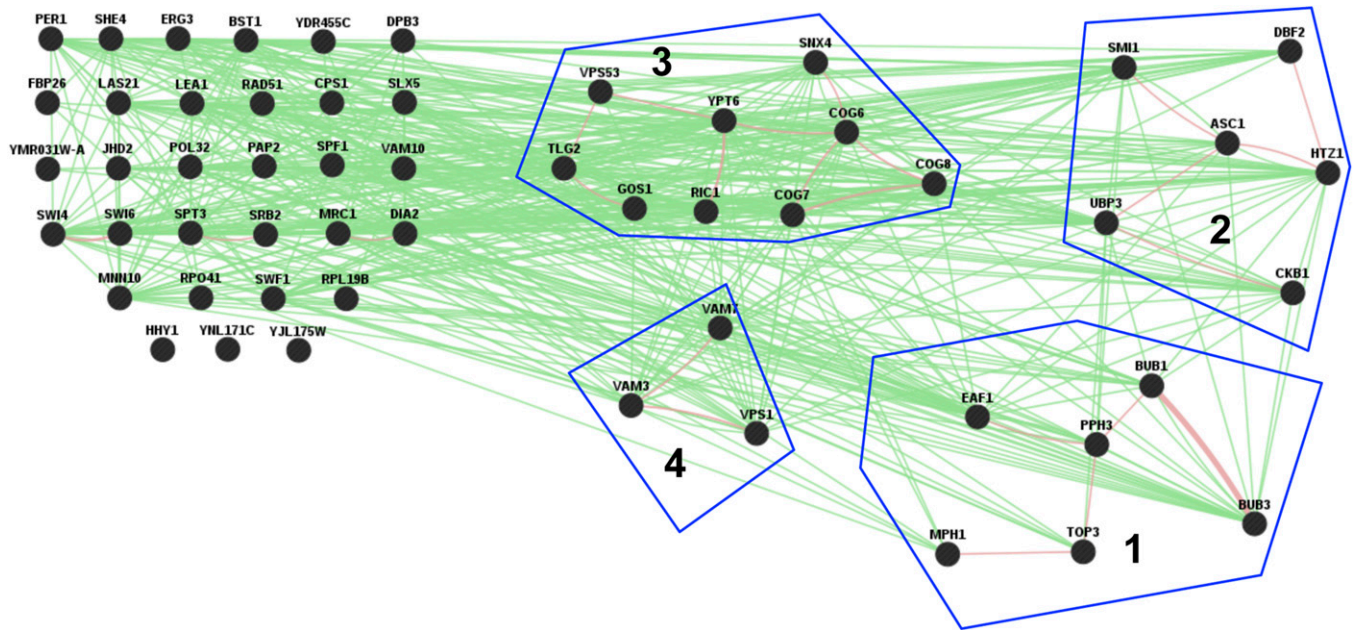 PER1 SHE4 ERG3 BST1 YDR455C DPB3
FBP26 LAS21 LEA1 RAD51 CPS1 SLX5
YMR031W-A JHD2 POL32 PAP2 SPF1 VAM10
SWI4 SWI6 SPT3 SRB2 MRC1 DIA2
MNN10 RPO41 SWF1 RPL19B
HHY1 YNL171C YJL175W
3
SNX4
VPS53
YPT6
COG6
TLG2
COG8
GOS1 RIC1 COG7
DBF2
SMI1
ASC1
HTZ1
UBP3
2
CKB1
VAM7
VAM3
VPS1
4
BUB1
EAF1
PPH3
BUB3
MPH1 TOP3
1